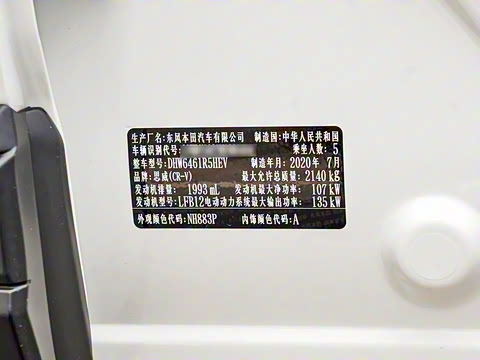 生产厂名:东风本田汽车有限公司 制造国:中华人民共和国
车辆识别代号: 乘坐人数: 5
整车型号:DHW6461R5HEV 制造年月:2020年 7月
品牌:思威(CR-V) 最大允许总质量: 2140 kg
发动机排量: 1993 mL 发动机最大净功率: 107 kW
发动机型号:LFB12 电动动力系统最大输出功率: 135 kW
外观颜色代码:NH883P 内饰颜色代码:A